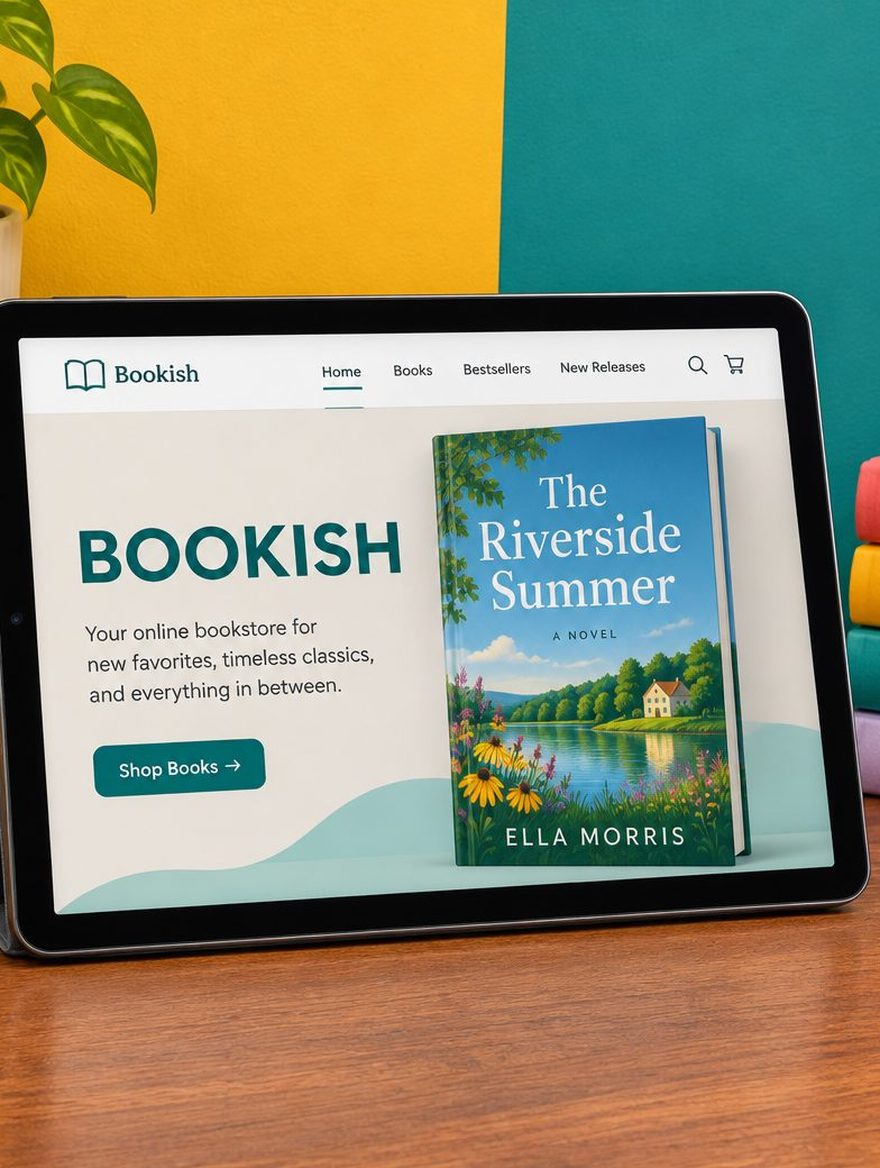 Bookish
Home Books Bestsellers New Releases
BOOKISH
Your online bookstore for
new favorites, timeless classics,
and everything in between.
Shop Books →
The
Riverside
Summer
A NOVEL
ELLA MORRIS